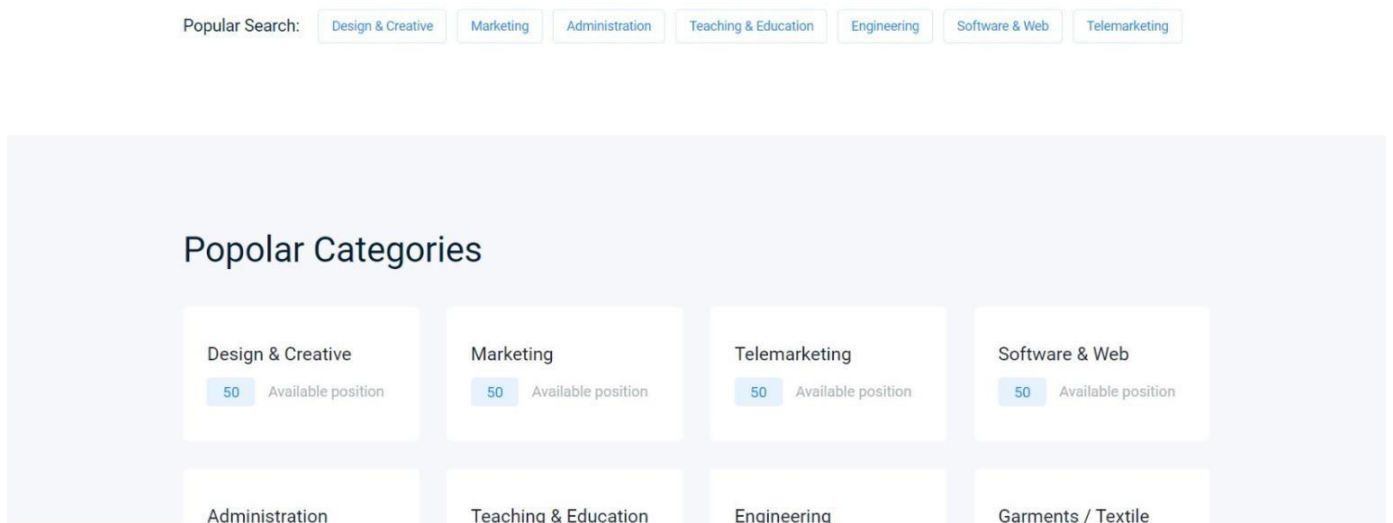 Popular Search: Design & Creative Marketing Administration Teaching & Education Engineering Software & Web Telemarketing
Popolar Categories
Design & Creative Marketing Telemarketing Software & Web
50 Available position 50 Available position 50 Available position 50 Available position
Administration Teaching & Education Engineering Garments / Textile